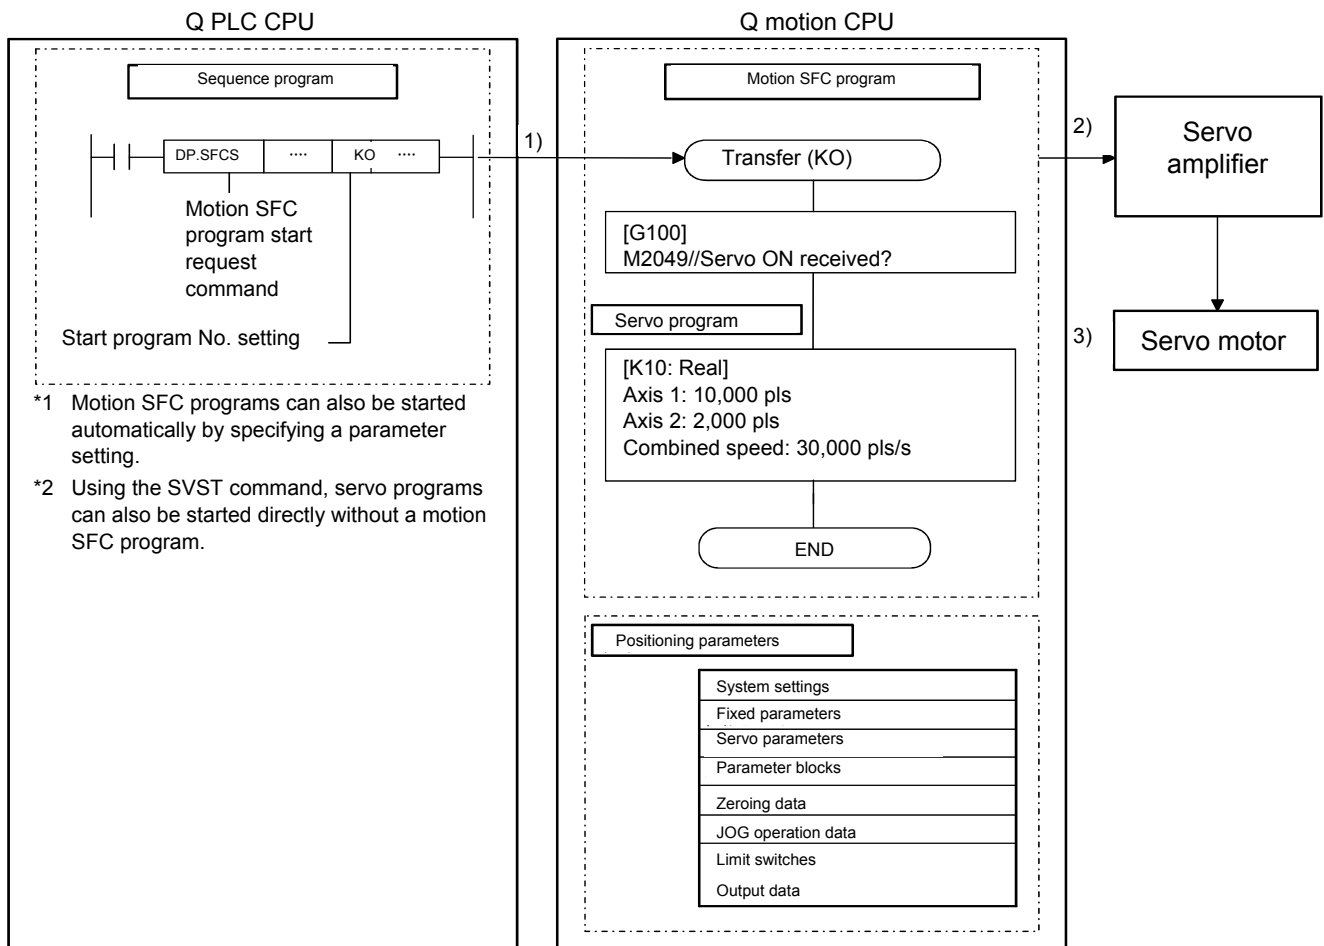 Q PLC CPU
Sequence program
DP.SFCS
....
KO
....
Motion SFC
program start
request
command
Start program No. setting
*1 Motion SFC programs can also be started
automatically by specifying a parameter
setting.
*2 Using the SVST command, servo programs
can also be started directly without a motion
SFC program.
1)
Q motion CPU
Motion SFC program
Transfer (KO)
[G100]
M2049//Servo ON received?
Servo program
[K10: Real]
Axis 1: 10,000 pls
Axis 2: 2,000 pls
Combined speed: 30,000 pls/s
END
Positioning parameters
System settings
Fixed parameters
Servo parameters
Parameter blocks
Zeroing data
JOG operation data
Limit switches
Output data
2)
Servo
amplifier
3)
Servo motor